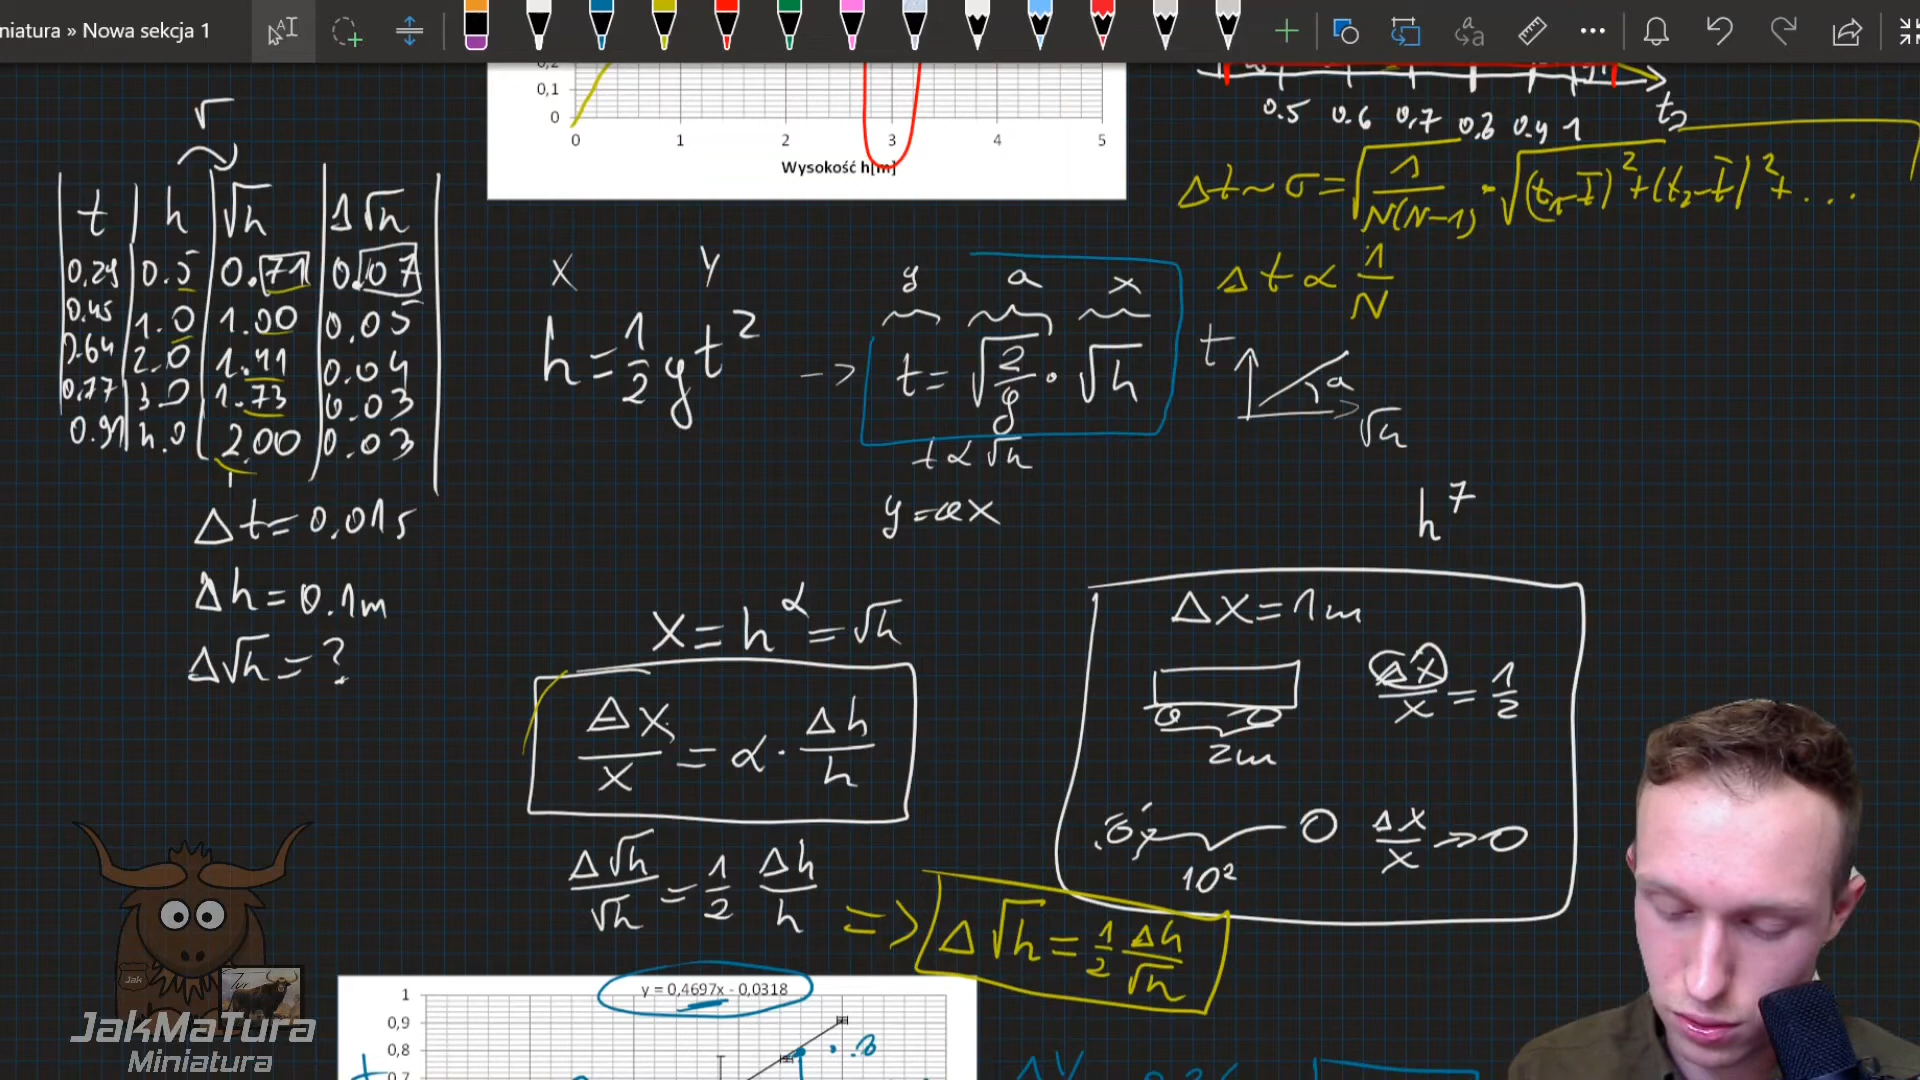 niatura » Nowa sekcja 1
0,2
0,1
0
0 1 2 3 4 5
Wysokość h[m]
0.5 0.6 0.7 0.8 0.9 1 t₂
Δt ~ σ = √(1/N(N-1)) · √((t₁-t̄)²+(t₂-t̄)²+...
Δt ∝ 1/N
√
t | h | √h | Δ√h
0.29 | 0.5 | 0.71 | 0.07
0.45 | 1.0 | 1.00 | 0.05
0.64 | 2.0 | 1.41 | 0.04
0.77 | 3.0 | 1.73 | 0.03
0.91 | 4.0 | 2.00 | 0.03
Δt = 0.01s
Δh = 0.1m
Δ√h = ?
X Y
h = 1/2 g t²
y a x
-> t = √(2/g) · √h
t ∝ √h
y = ax
t
a
√h
h⁷
X = h^α = √h
ΔX/X = α · Δh/h
Δ√h/√h = 1/2 Δh/h
=> Δ√h = 1/2 Δh/√h
ΔX = 1m
2m
ΔX/X = 1/2
10²
ΔX/X -> 0
y = 0,4697x - 0,0318
1
0,9
0,8
0,7
t
Jak
Tur
JakMaTura
Miniatura